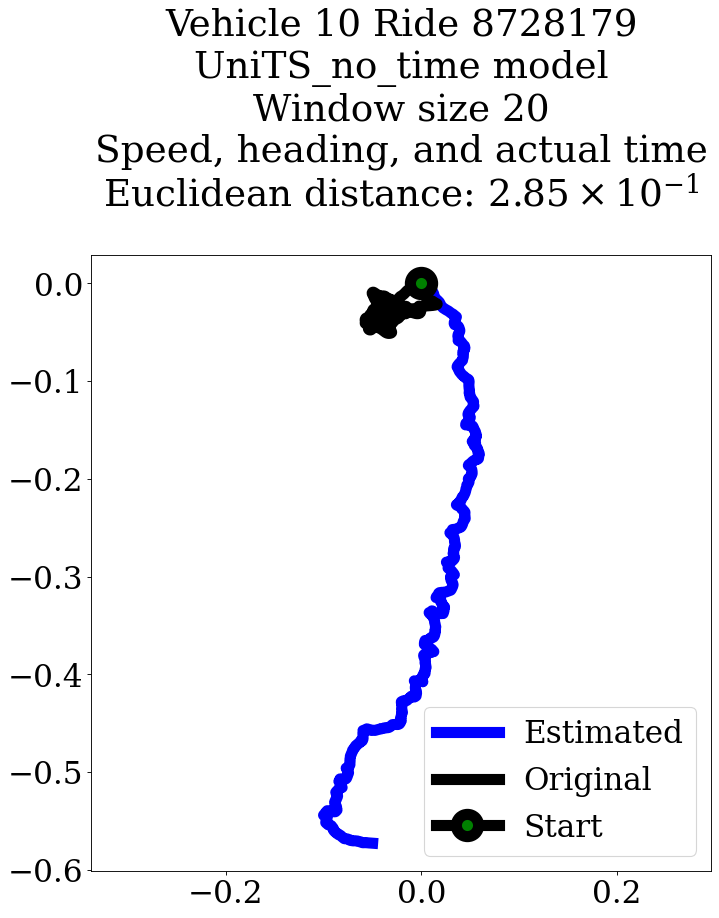 Vehicle 10 Ride 8728179
UniTS_no_time model
Window size 20
Speed, heading, and actual time
Euclidean distance: 2.85 × 10⁻¹
0.0
−0.1
−0.2
−0.3
−0.4
−0.5
−0.6
Estimated
Original
Start
−0.2
0.0
0.2